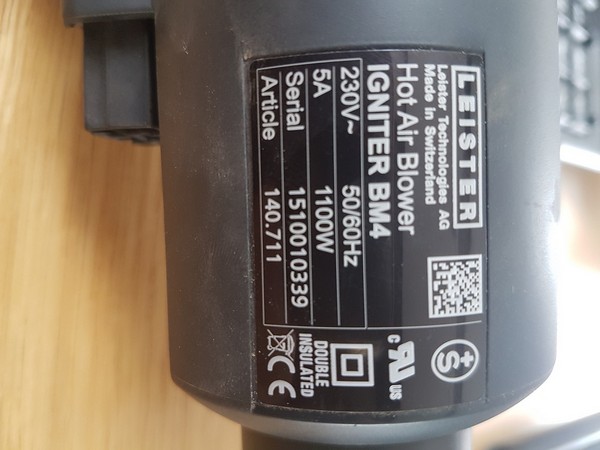 LEISTER
Leister Technologies AG
Made in Switzerland
Hot Air Blower
IGNITER BM4
230V~ 50/60Hz
5A 1100W
Serial 1510010339
Article 140.711
+S
c RU US
DOUBLE
INSULATED
CE